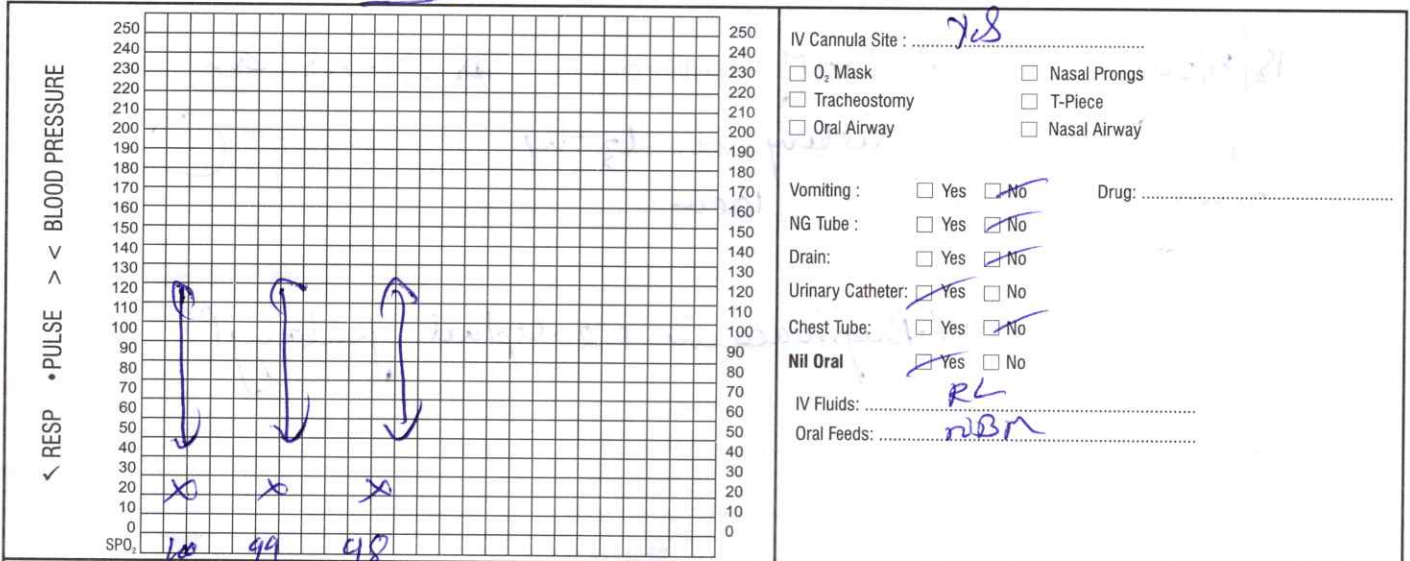 250 250
240 240
230 230
220 220
210 210
200 200
190 190
180 180
170 170
160 160
150 150
140 140
130 130
120 120
110 110
100 100
90 90
80 80
70 70
60 60
50 50
40 40
30 30
20 20
10 10
0 0
SPO₂ 100 99 98
< RESP • PULSE > < BLOOD PRESSURE
IV Cannula Site : Yes
☐ O₂ Mask ☐ Nasal Prongs
☐ Tracheostomy ☐ T-Piece
☐ Oral Airway ☐ Nasal Airway
Vomiting : ☐ Yes ☑ No Drug:
NG Tube : ☐ Yes ☑ No
Drain: ☐ Yes ☑ No
Urinary Catheter: ☑ Yes ☐ No
Chest Tube: ☐ Yes ☑ No
Nil Oral ☑ Yes ☐ No
IV Fluids: RL
Oral Feeds: NBM